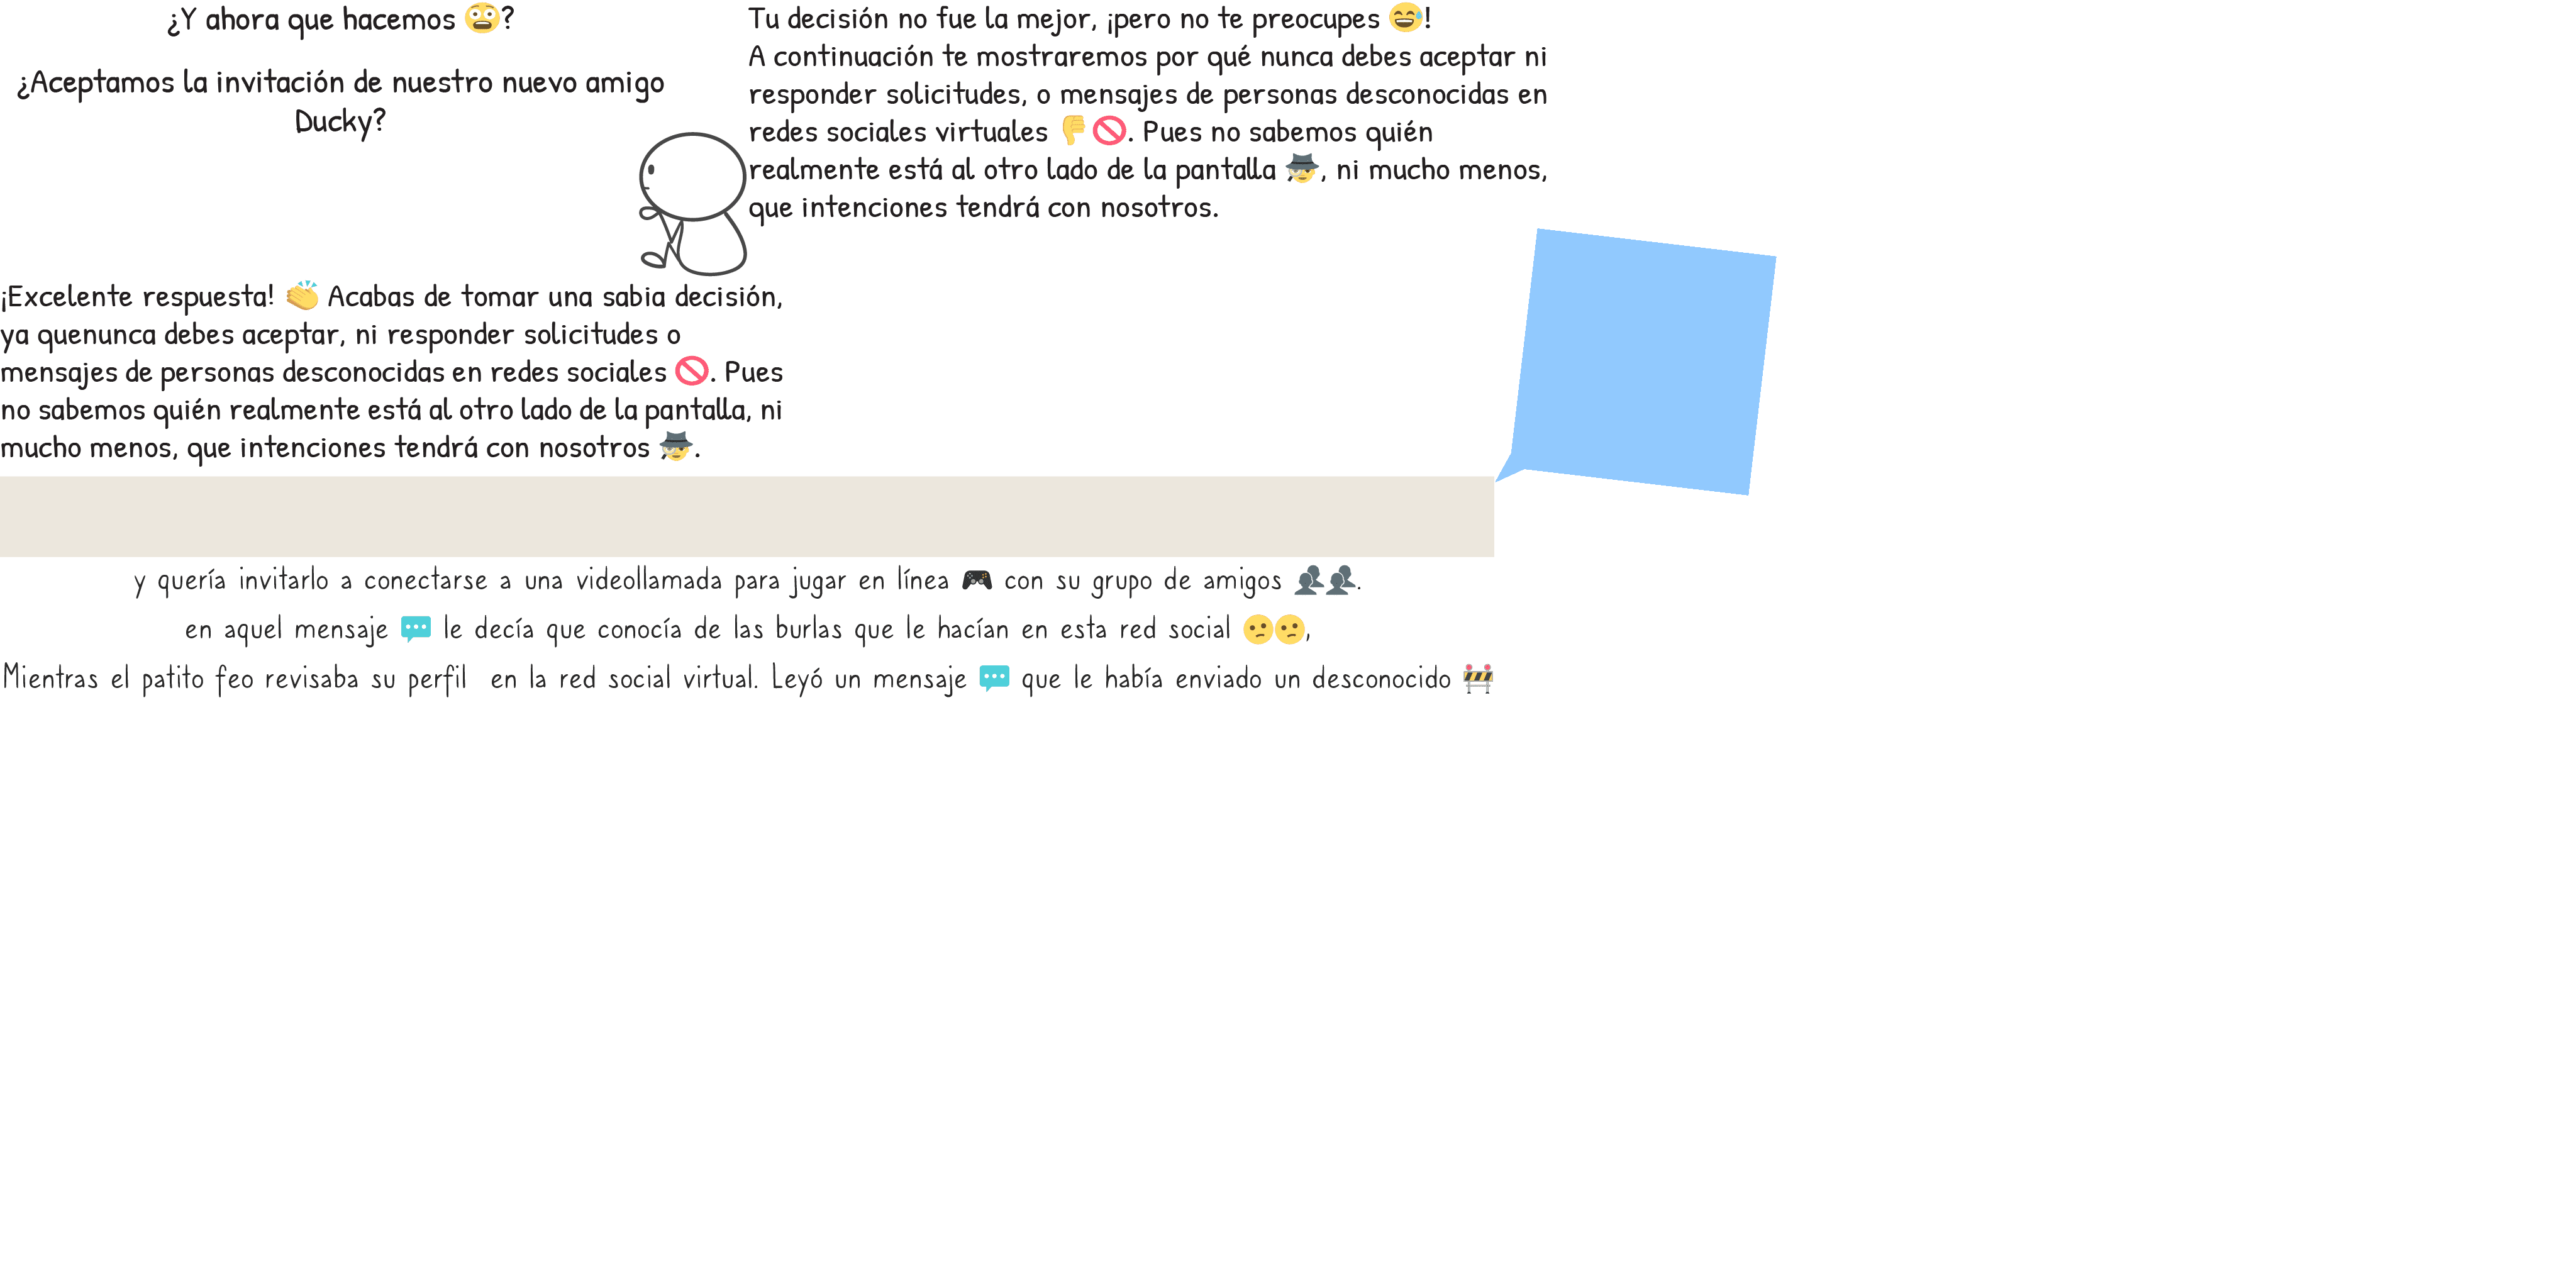 ¿Y ahora que hacemos 😨?
¿Aceptamos la invitación de nuestro nuevo amigo
Ducky?
Tu decisión no fue la mejor, ¡pero no te preocupes 😅!
A continuación te mostraremos por qué nunca debes aceptar ni
responder solicitudes, o mensajes de personas desconocidas en
redes sociales virtuales 👎🚫. Pues no sabemos quién
realmente está al otro lado de la pantalla 🕵, ni mucho menos,
que intenciones tendrá con nosotros.
¡Excelente respuesta! 👏 Acabas de tomar una sabia decisión,
ya quenunca debes aceptar, ni responder solicitudes o
mensajes de personas desconocidas en redes sociales 🚫. Pues
no sabemos quién realmente está al otro lado de la pantalla, ni
mucho menos, que intenciones tendrá con nosotros 🕵.
y quería invitarlo a conectarse a una videollamada para jugar en línea 🎮 con su grupo de amigos 👥👥.
en aquel mensaje 💬 le decía que conocía de las burlas que le hacían en esta red social 🫤🫤,
Mientras el patito feo revisaba su perfil en la red social virtual. Leyó un mensaje 💬 que le había enviado un desconocido 🚧